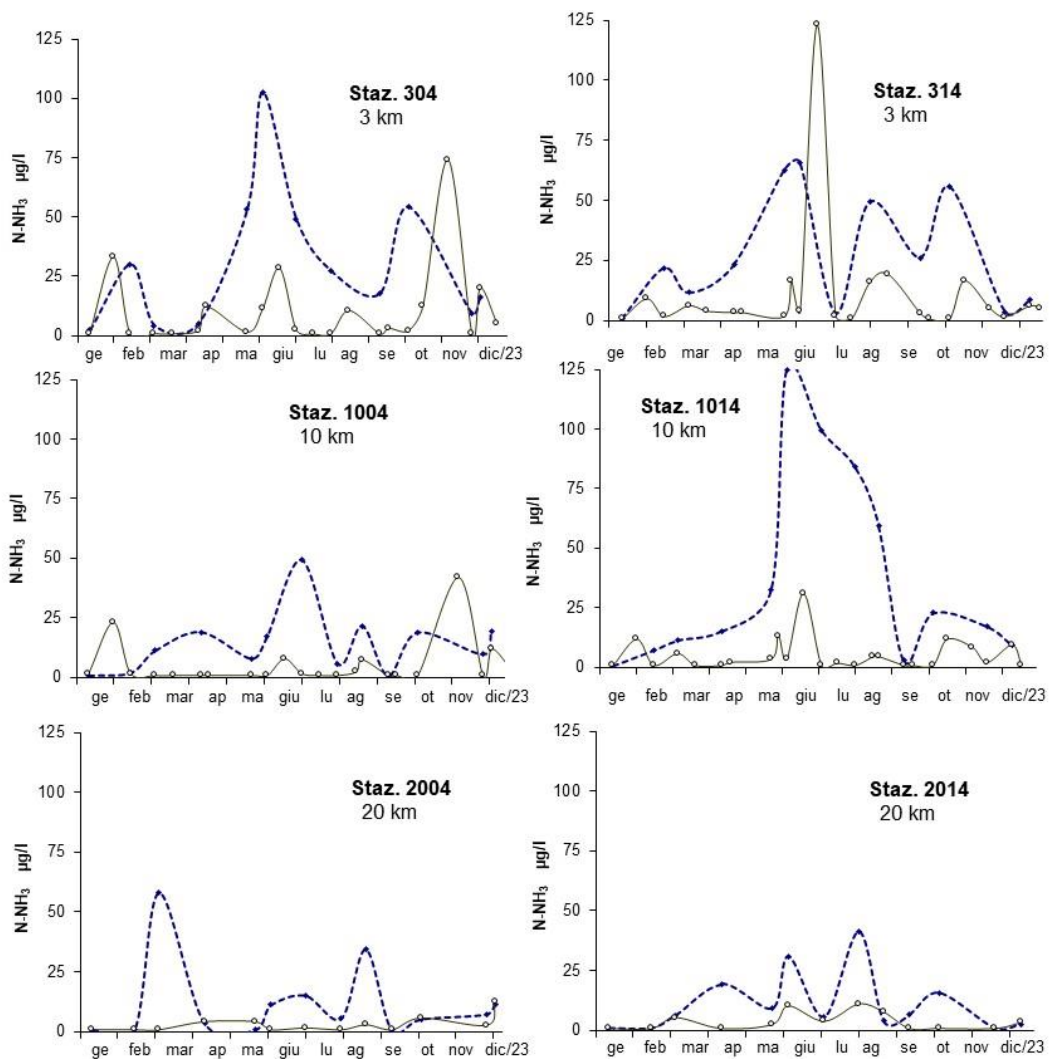 125
100
75
50
25
0
N-NH₃ µg/l
Staz. 304
3 km
ge feb mar ap ma giu lu ag se ot nov dic/23
125
100
75
50
25
0
N-NH₃ µg/l
Staz. 314
3 km
ge feb mar ap ma giu lu ag se ot nov dic/23
125
100
75
50
25
0
N-NH₃ µg/l
Staz. 1004
10 km
ge feb mar ap ma giu lu ag se ot nov dic/23
125
100
75
50
25
0
N-NH₃ µg/l
Staz. 1014
10 km
ge feb mar ap ma giu lu ag se ot nov dic/23
125
100
75
50
25
0
N-NH₃ µg/l
Staz. 2004
20 km
ge feb mar ap ma giu lu ag se ot nov dic/23
125
100
75
50
25
0
N-NH₃ µg/l
Staz. 2014
20 km
ge feb mar ap ma giu lu ag se ot nov dic/23